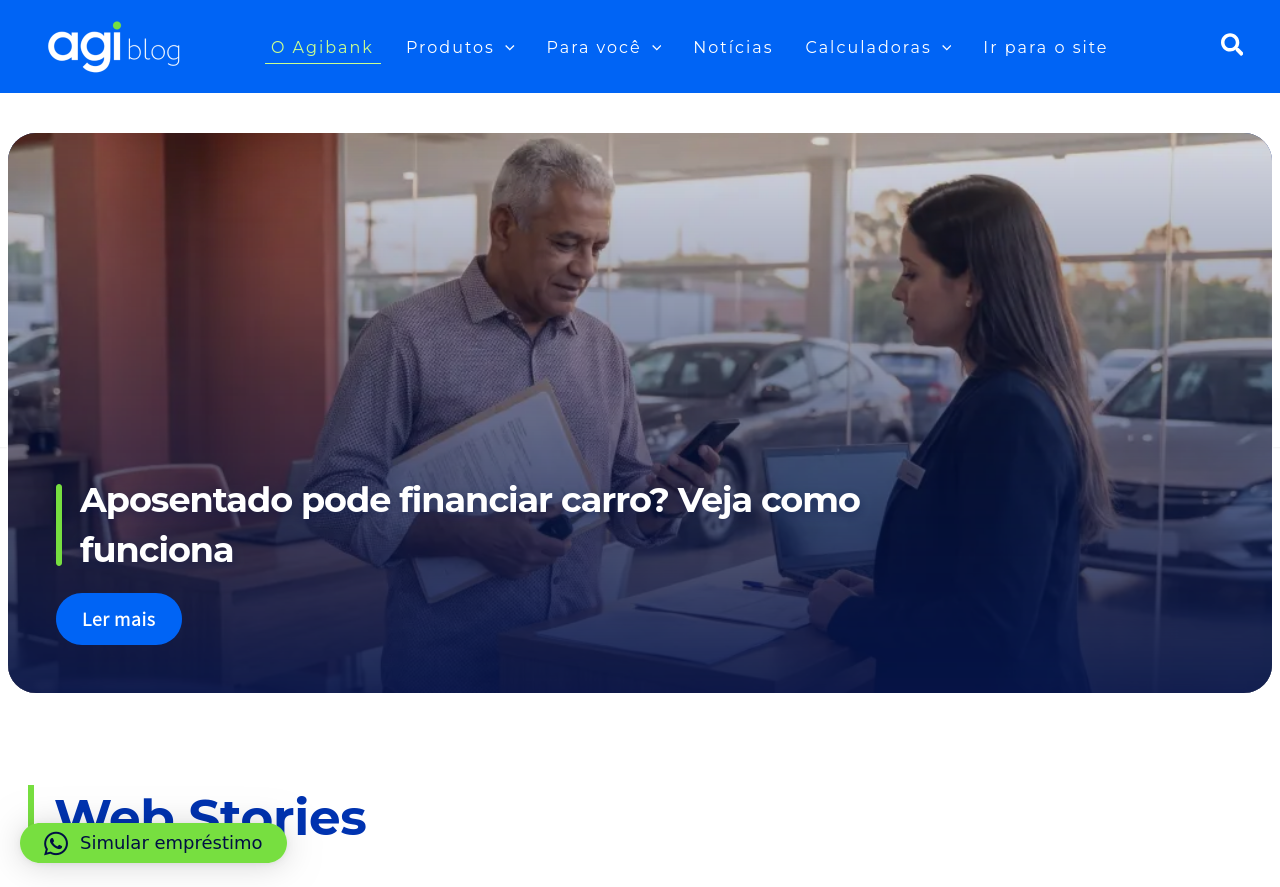 agi blog
O Agibank
Produtos
Para você
Notícias
Calculadoras
Ir para o site
Aposentado pode financiar carro? Veja como
funciona
Ler mais
Web Stories
Simular empréstimo